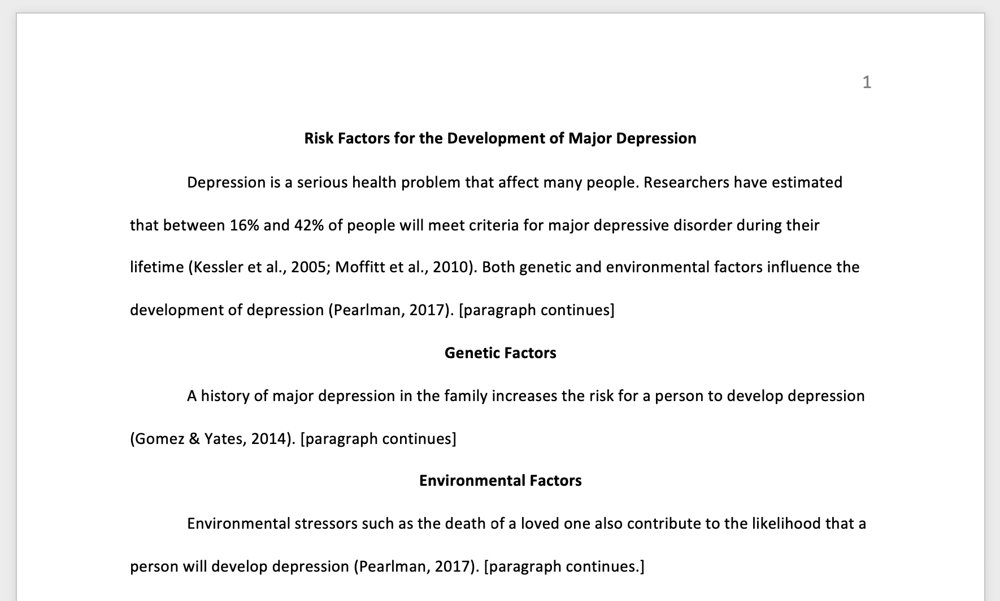 1
Risk Factors for the Development of Major Depression
Depression is a serious health problem that affect many people. Researchers have estimated
that between 16% and 42% of people will meet criteria for major depressive disorder during their
lifetime (Kessler et al., 2005; Moffitt et al., 2010). Both genetic and environmental factors influence the
development of depression (Pearlman, 2017). [paragraph continues]
Genetic Factors
A history of major depression in the family increases the risk for a person to develop depression
(Gomez & Yates, 2014). [paragraph continues]
Environmental Factors
Environmental stressors such as the death of a loved one also contribute to the likelihood that a
person will develop depression (Pearlman, 2017). [paragraph continues.]